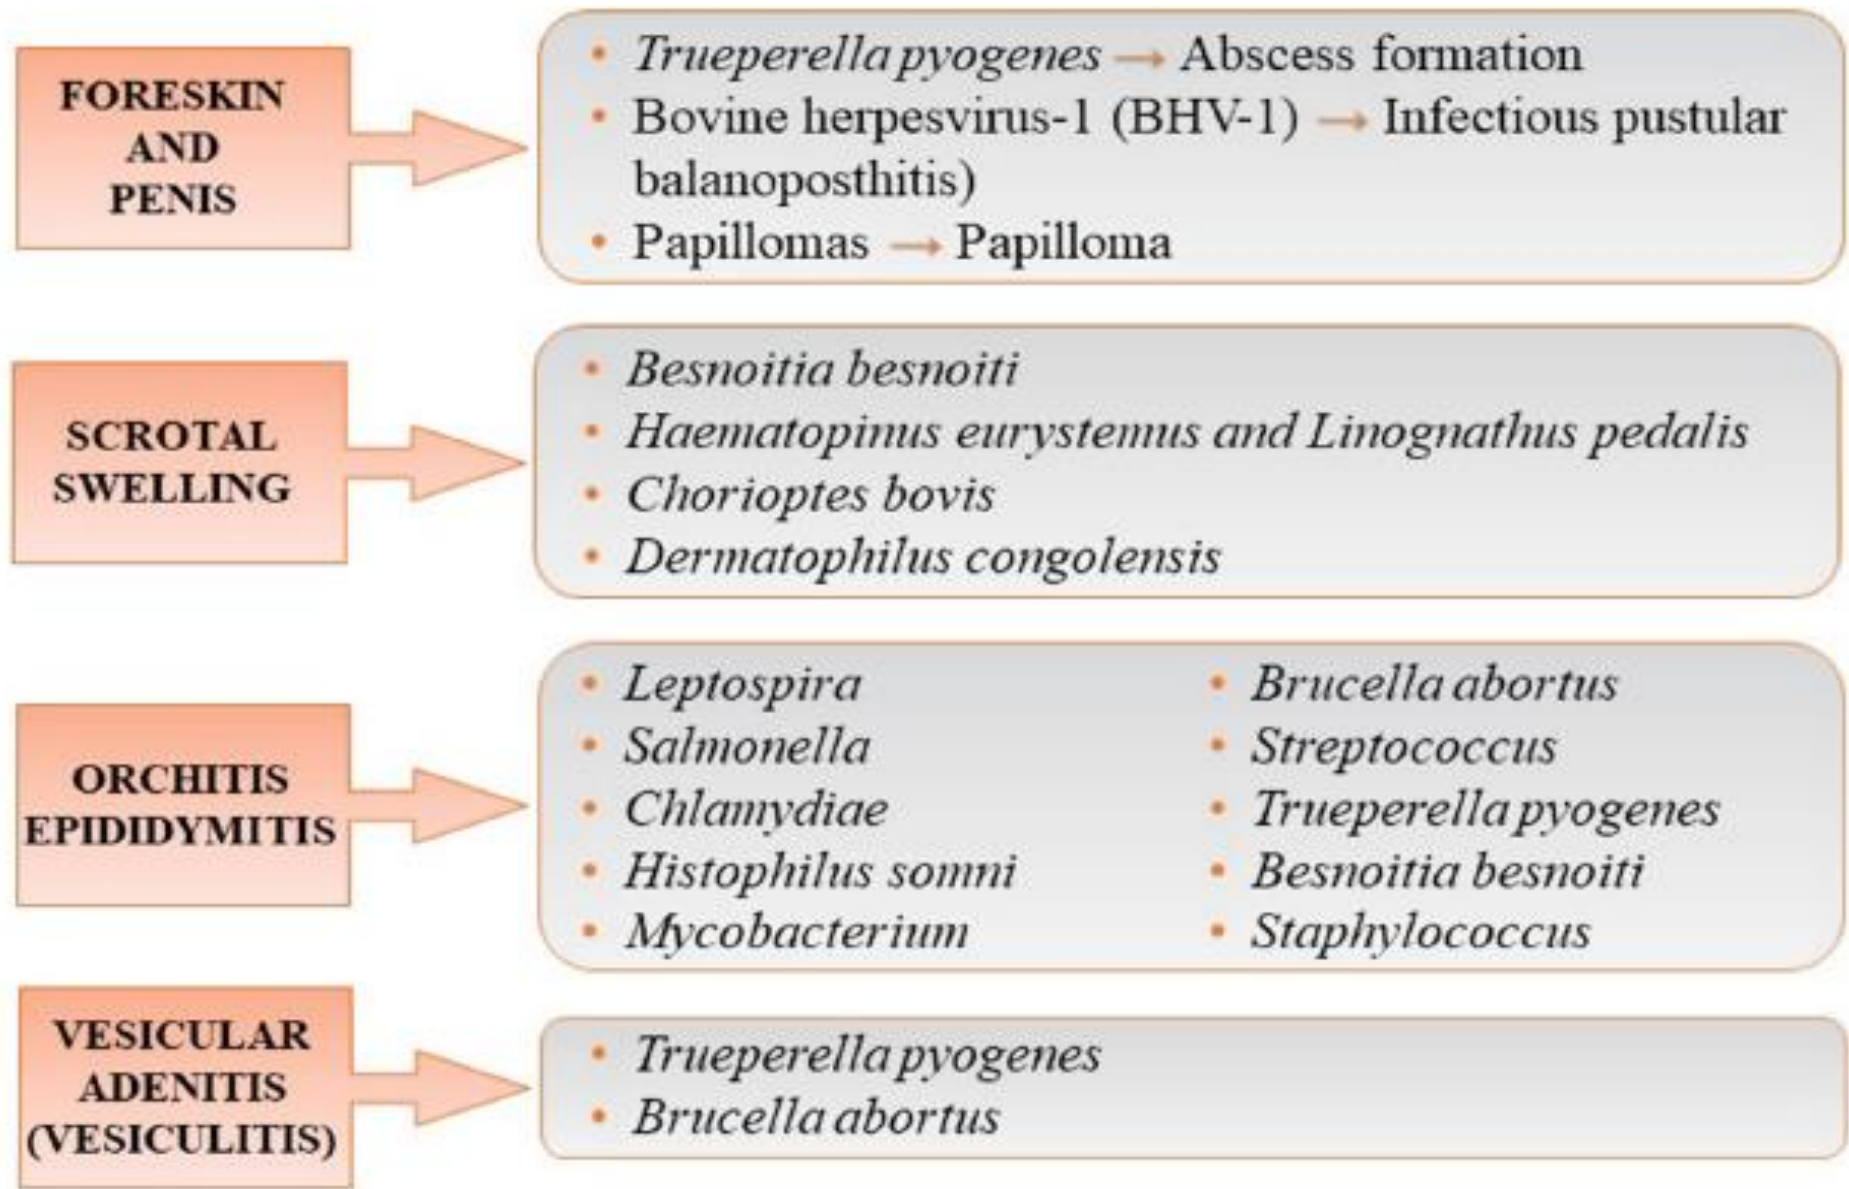 FORESKIN
AND
PENIS
• Trueperella pyogenes → Abscess formation
• Bovine herpesvirus-1 (BHV-1) → Infectious pustular
balanoposthitis)
• Papillomas → Papilloma
SCROTAL
SWELLING
• Besnoitia besnoiti
• Haematopinus eurystemus and Linognathus pedalis
• Chorioptes bovis
• Dermatophilus congolensis
ORCHITIS
EPIDIDYMITIS
• Leptospira
• Salmonella
• Chlamydiae
• Histophilus somni
• Mycobacterium
• Brucella abortus
• Streptococcus
• Trueperella pyogenes
• Besnoitia besnoiti
• Staphylococcus
VESICULAR
ADENITIS
(VESICULITIS)
• Trueperella pyogenes
• Brucella abortus